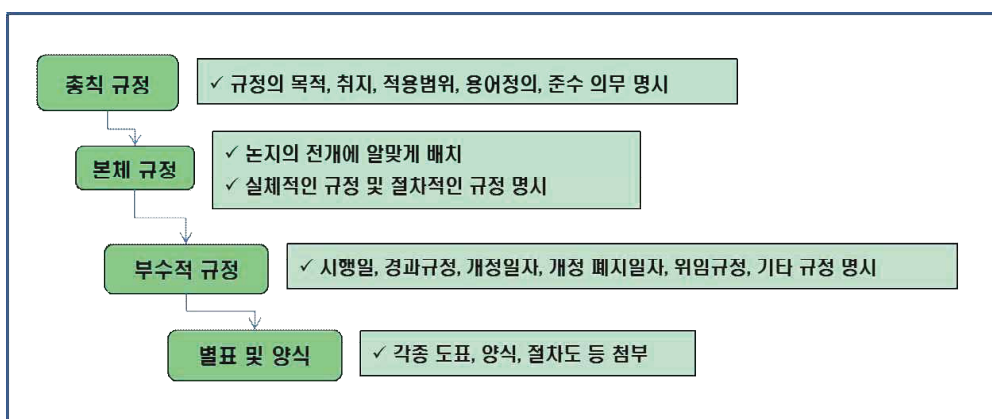 총칙 규정
✓ 규정의 목적, 취지, 적용범위, 용어정의, 준수 의무 명시
본체 규정
✓ 논지의 전개에 알맞게 배치
✓ 실체적인 규정 및 절차적인 규정 명시
부수적 규정
✓ 시행일, 경과규정, 개정일자, 개정 폐지일자, 위임규정, 기타 규정 명시
별표 및 양식
✓ 각종 도표, 양식, 절차도 등 첨부